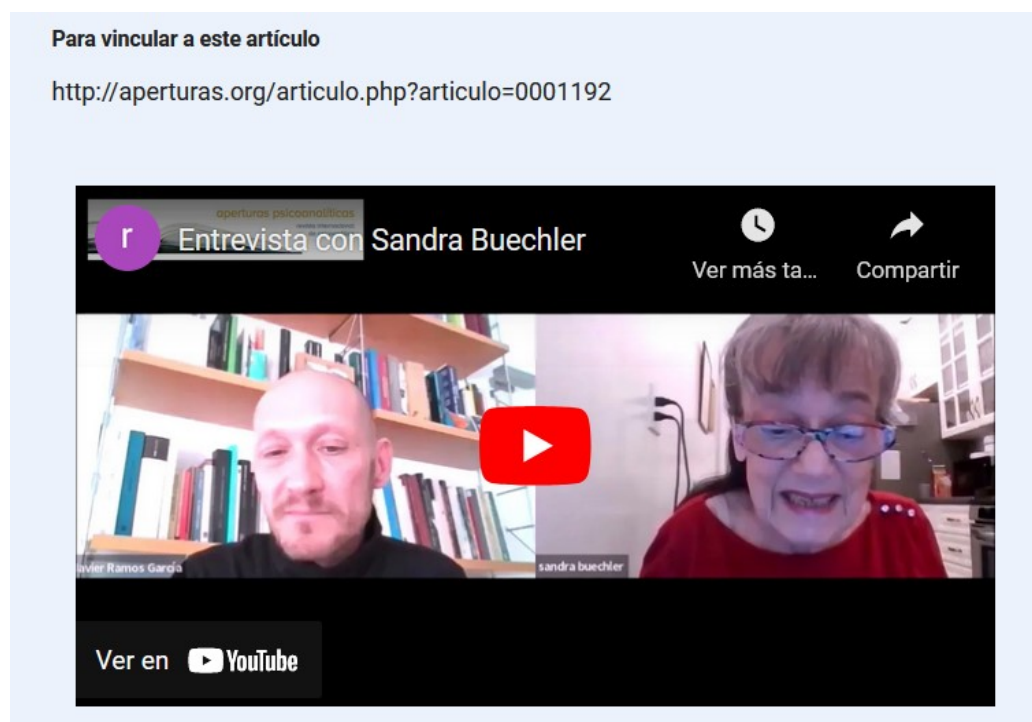 Para vincular a este artículo
http://aperturas.org/articulo.php?articulo=0001192
aperturas psicoanalíticas
r
Entrevista con Sandra Buechler
Ver más ta...
Compartir
Javier Ramos García
sandra buechler
Ver en YouTube